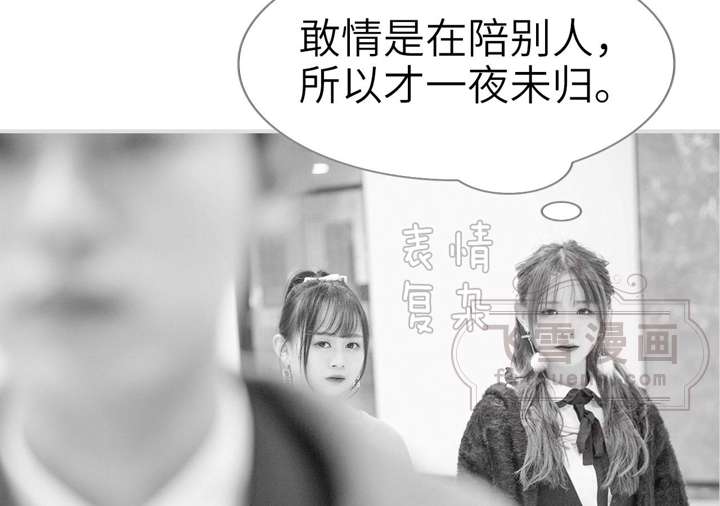 敢情是在陪别人，
所以才一夜未归。
表情
复杂
飞雪漫画